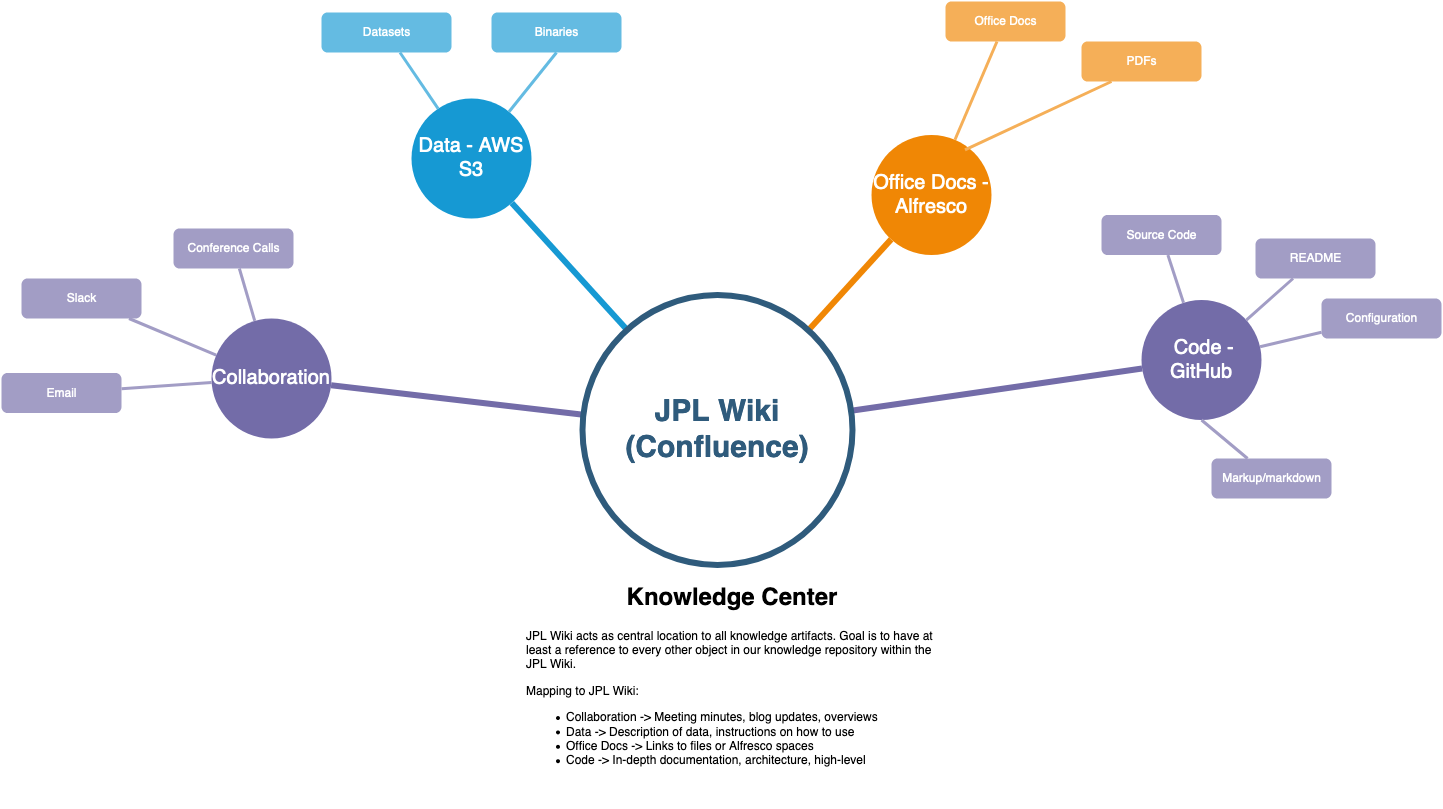 Datasets
Binaries
Office Docs
PDFs
Data - AWS
S3
Office Docs -
Alfresco
Conference Calls
Slack
Email
Collaboration
Source Code
README
Configuration
Code -
GitHub
Markup/markdown
JPL Wiki
(Confluence)
Knowledge Center
JPL Wiki acts as central location to all knowledge artifacts. Goal is to have at
least a reference to every other object in our knowledge repository within the
JPL Wiki.
Mapping to JPL Wiki:
• Collaboration -> Meeting minutes, blog updates, overviews
• Data -> Description of data, instructions on how to use
• Office Docs -> Links to files or Alfresco spaces
• Code -> In-depth documentation, architecture, high-level